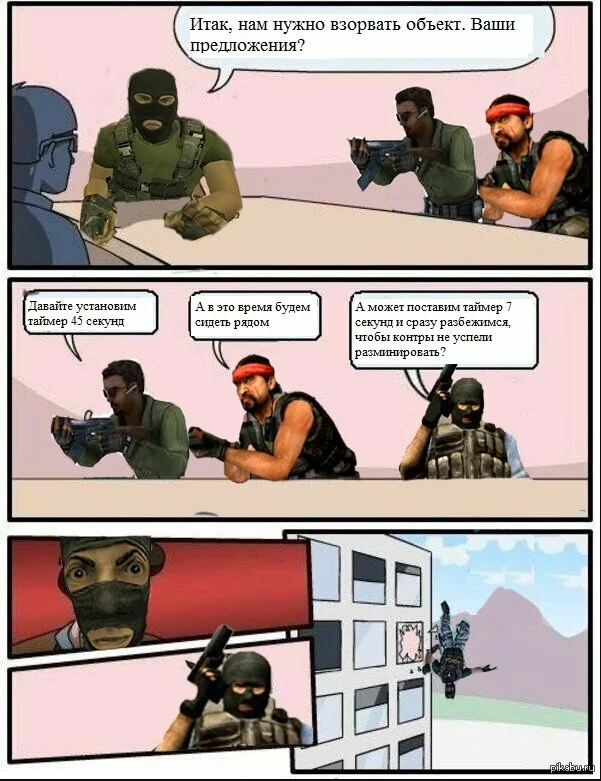 Итак, нам нужно взорвать объект. Ваши
предложения?
Давайте установим
таймер 45 секунд
А в это время будем
сидеть рядом
А может поставим таймер 7
секунд и сразу разбежимся,
чтобы контры не успели
разминировать?
pikabu.ru